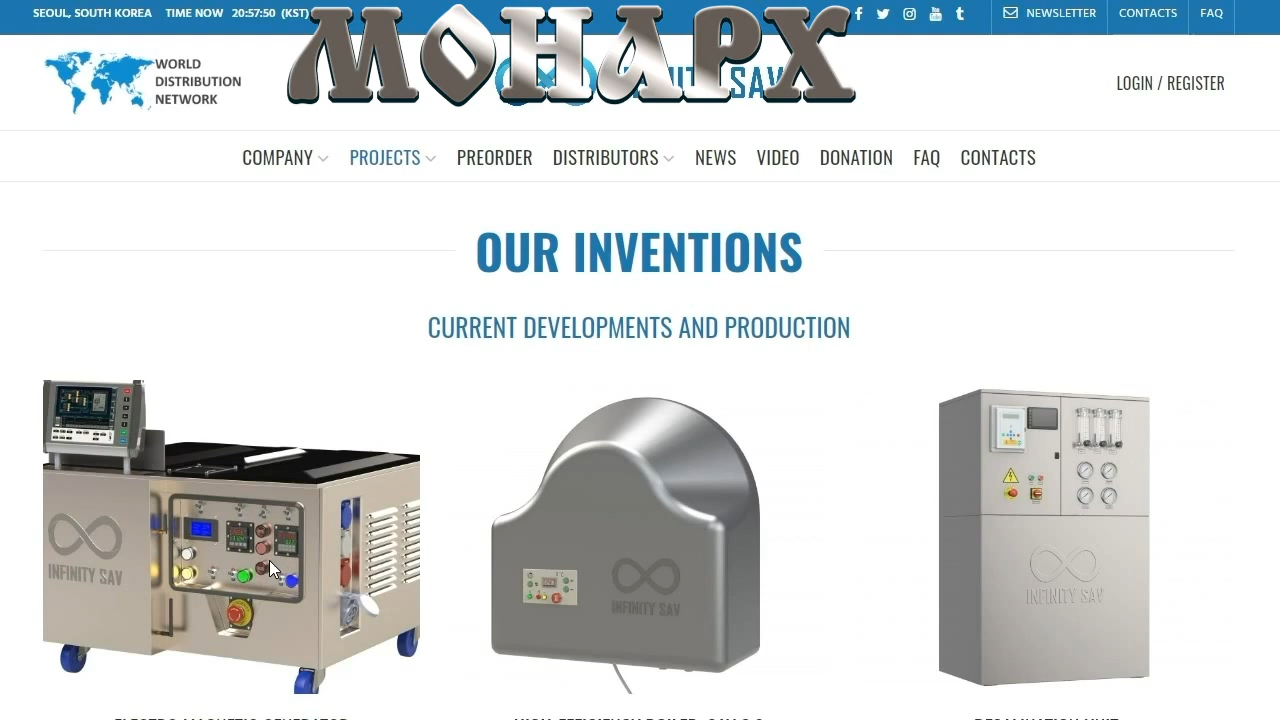 SEOUL, SOUTH KOREA TIME NOW 20:57:50 (KST)
NEWSLETTER CONTACTS FAQ
МОНАРХ
WORLD
DISTRIBUTION
NETWORK
LOGIN / REGISTER
COMPANY PROJECTS PREORDER DISTRIBUTORS NEWS VIDEO DONATION FAQ CONTACTS
OUR INVENTIONS
CURRENT DEVELOPMENTS AND PRODUCTION
INFINITY SAV
INFINITY SAV
INFINITY SAV